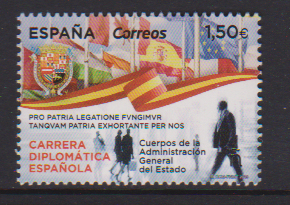 ESPAÑA Correos 1,50€
PRO PATRIA LEGATIONE FVNGIMVR
TANQVAM PATRIA EXHORTANTE PER NOS
CARRERA
DIPLOMÁTICA
ESPAÑOLA
Cuerpos de la
Administración
General
del Estado